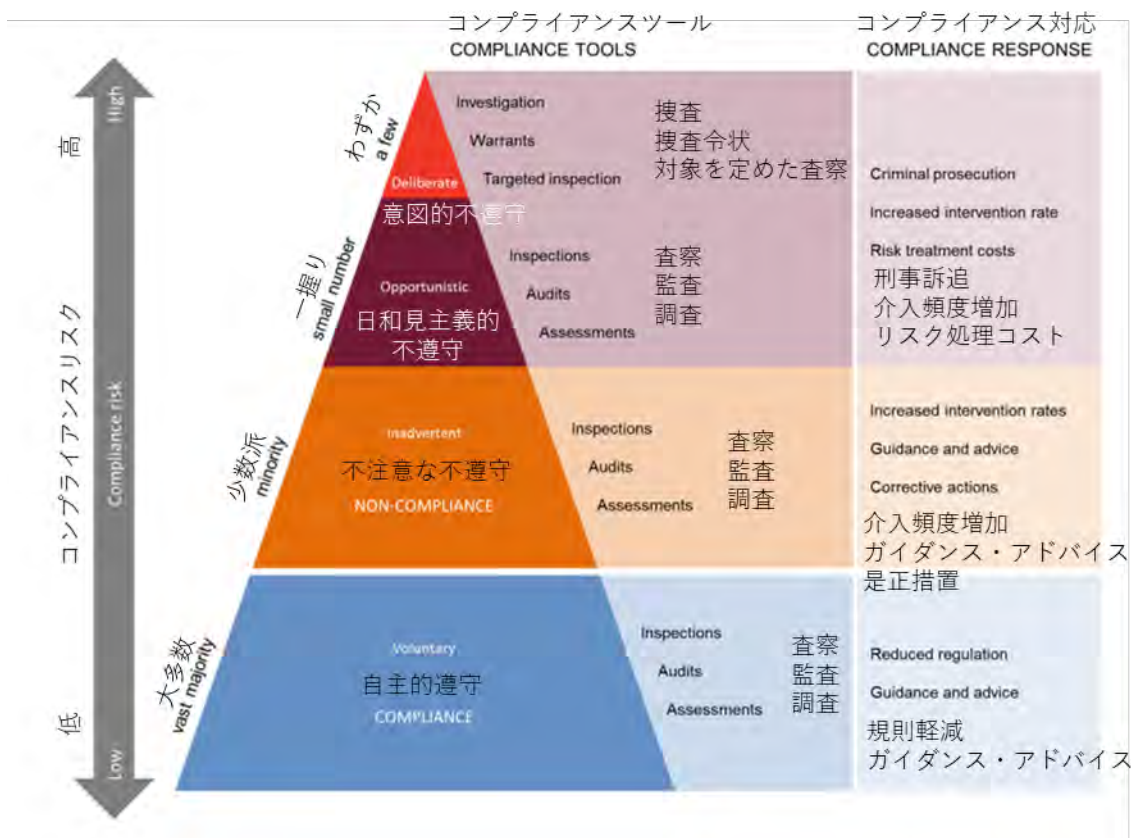 コンプライアンスツール
COMPLIANCE TOOLS
コンプライアンス対応
COMPLIANCE RESPONSE
高
High
コンプライアンスリスク
Compliance risk
低
Low
わずか
a few
Deliberate
意図的不遵守
Investigation
Warrants
Targeted inspection
捜査
捜査令状
対象を定めた査察
一握り
small number
Opportunistic
日和見主義的
不遵守
Inspections
Audits
Assessments
査察
監査
調査
Criminal prosecution
Increased intervention rate
Risk treatment costs
刑事訴追
介入頻度増加
リスク処理コスト
少数派
minority
Inadvertent
不注意な不遵守
NON-COMPLIANCE
Inspections
Audits
Assessments
査察
監査
調査
Increased intervention rates
Guidance and advice
Corrective actions
介入頻度増加
ガイダンス・アドバイス
是正措置
大多数
vast majority
Voluntary
自主的遵守
COMPLIANCE
Inspections
Audits
Assessments
査察
監査
調査
Reduced regulation
Guidance and advice
規則軽減
ガイダンス・アドバイス